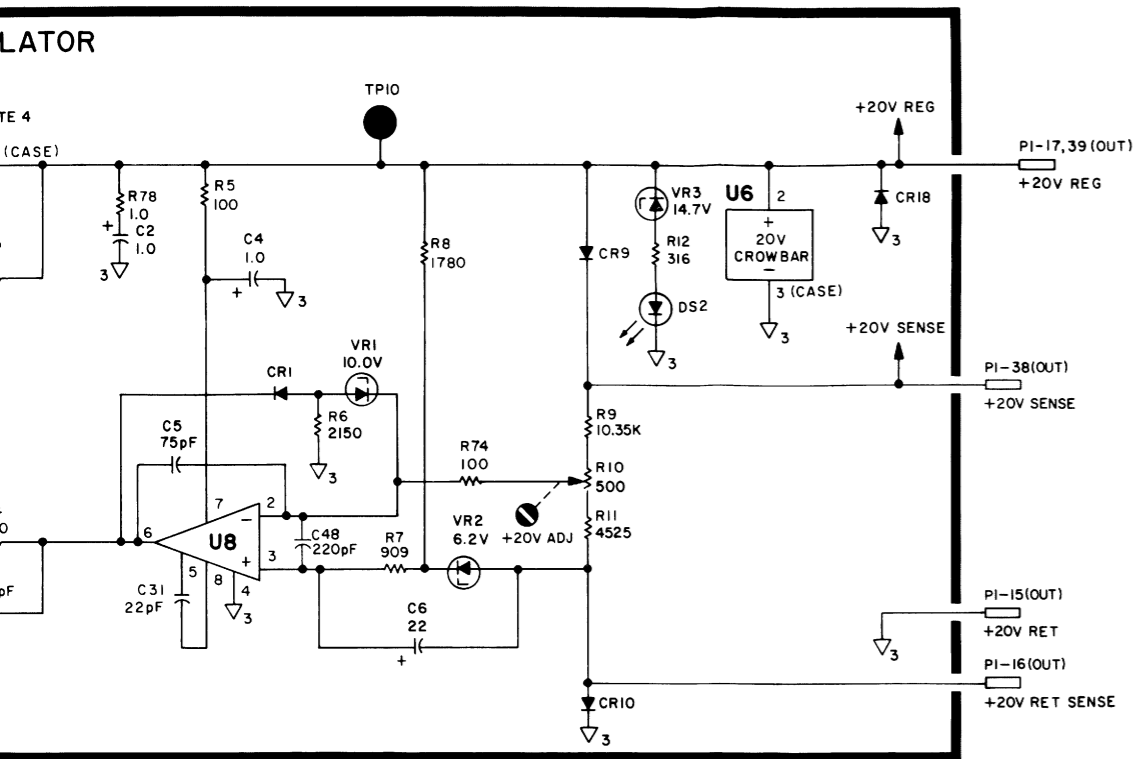 LATOR
TE 4
(CASE)
TP10
+20V REG
P1-17,39 (OUT)
+20V REG
R78
1.0
+
C2
1.0
3
R5
100
C4
1.0
+
3
R8
1780
CR9
VR3
14.7V
R12
316
DS2
3
U6
2
+
20V
CROWBAR
−
3 (CASE)
3
CR18
3
+20V SENSE
P1-38(OUT)
+20V SENSE
VR1
10.0V
CR1
R6
2150
3
C5
75pF
R74
100
R9
10.35K
R10
500
R11
4525
+20V ADJ
7
2
−
6
U8
+
3
5
8
4
3
C48
220pF
R7
909
VR2
6.2V
C31
22pF
C6
22
+
0
pF
P1-15(OUT)
+20V RET
3
P1-16(OUT)
+20V RET SENSE
CR10
3